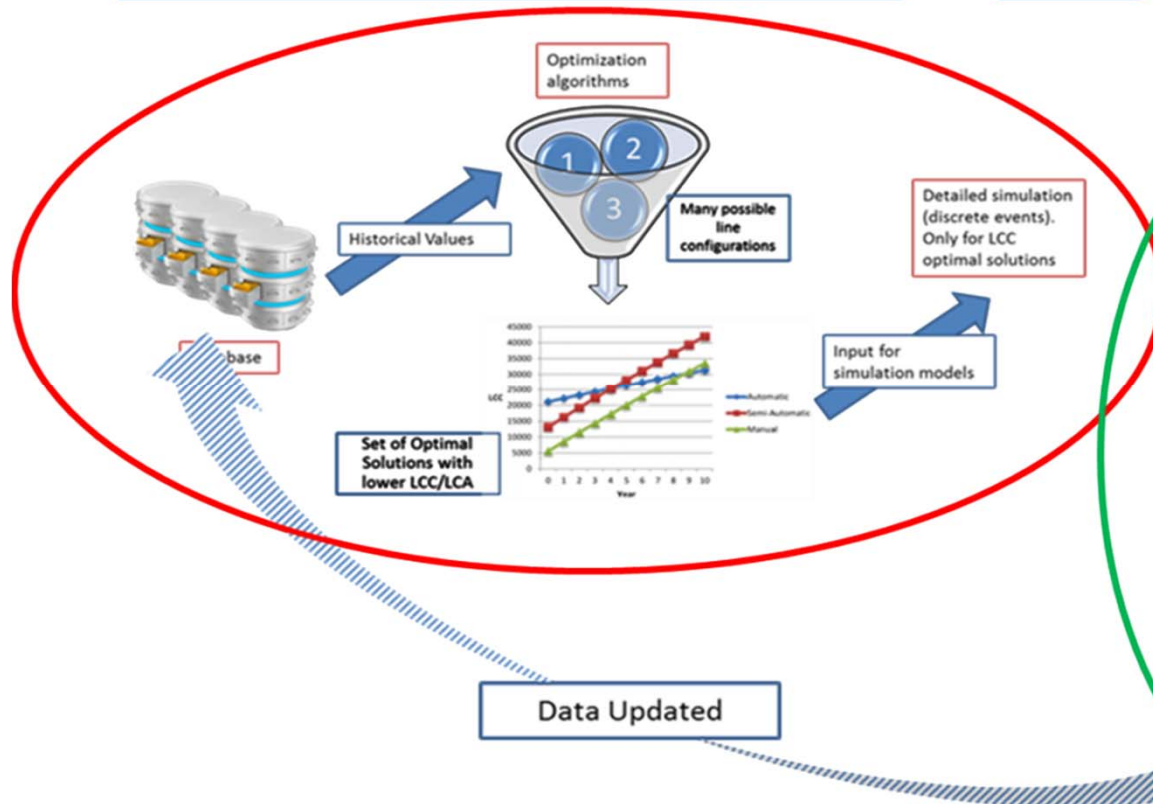 Optimization
algorithms
1
2
3
Many possible
line
configurations
Historical Values
Detailed simulation
(discrete events).
Only for LCC
optimal solutions
base
Input for
simulation models
45000
40000
35000
30000
25000
20000
15000
10000
5000
0
LCC
0 1 2 3 4 5 6 7 8 9 10
Year
Automatic
Semi-Automatic
Manual
Set of Optimal
Solutions with
lower LCC/LCA
Data Updated